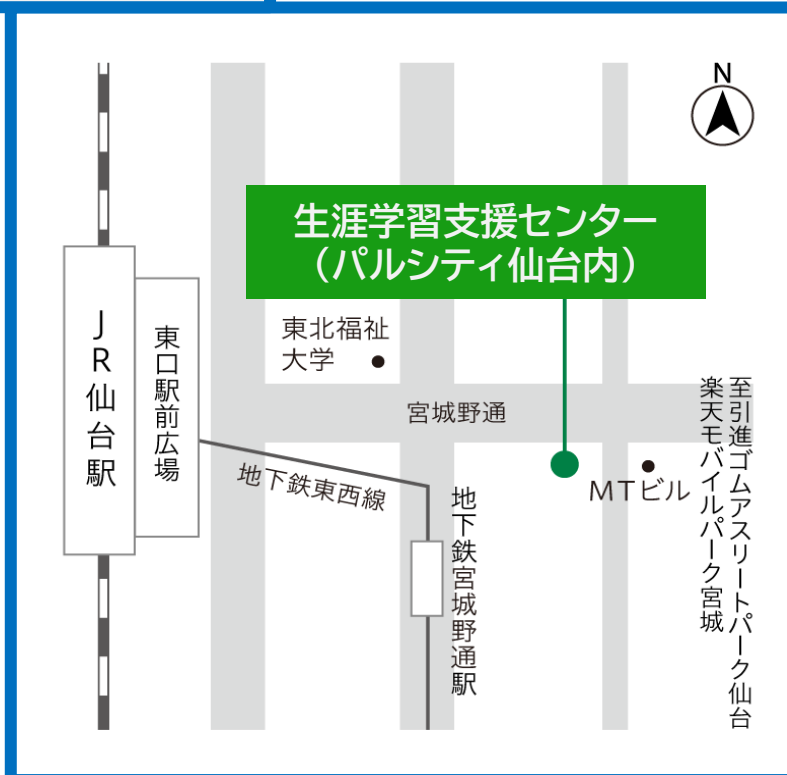 N
生涯学習支援センター
（パルシティ仙台内）
東北福祉
大学
JR仙台駅
東口駅前広場
宮城野通
地下鉄東西線
地下鉄宮城野通駅
MTビル
至引進ゴムアスリートパーク仙台
楽天モバイルパーク宮城